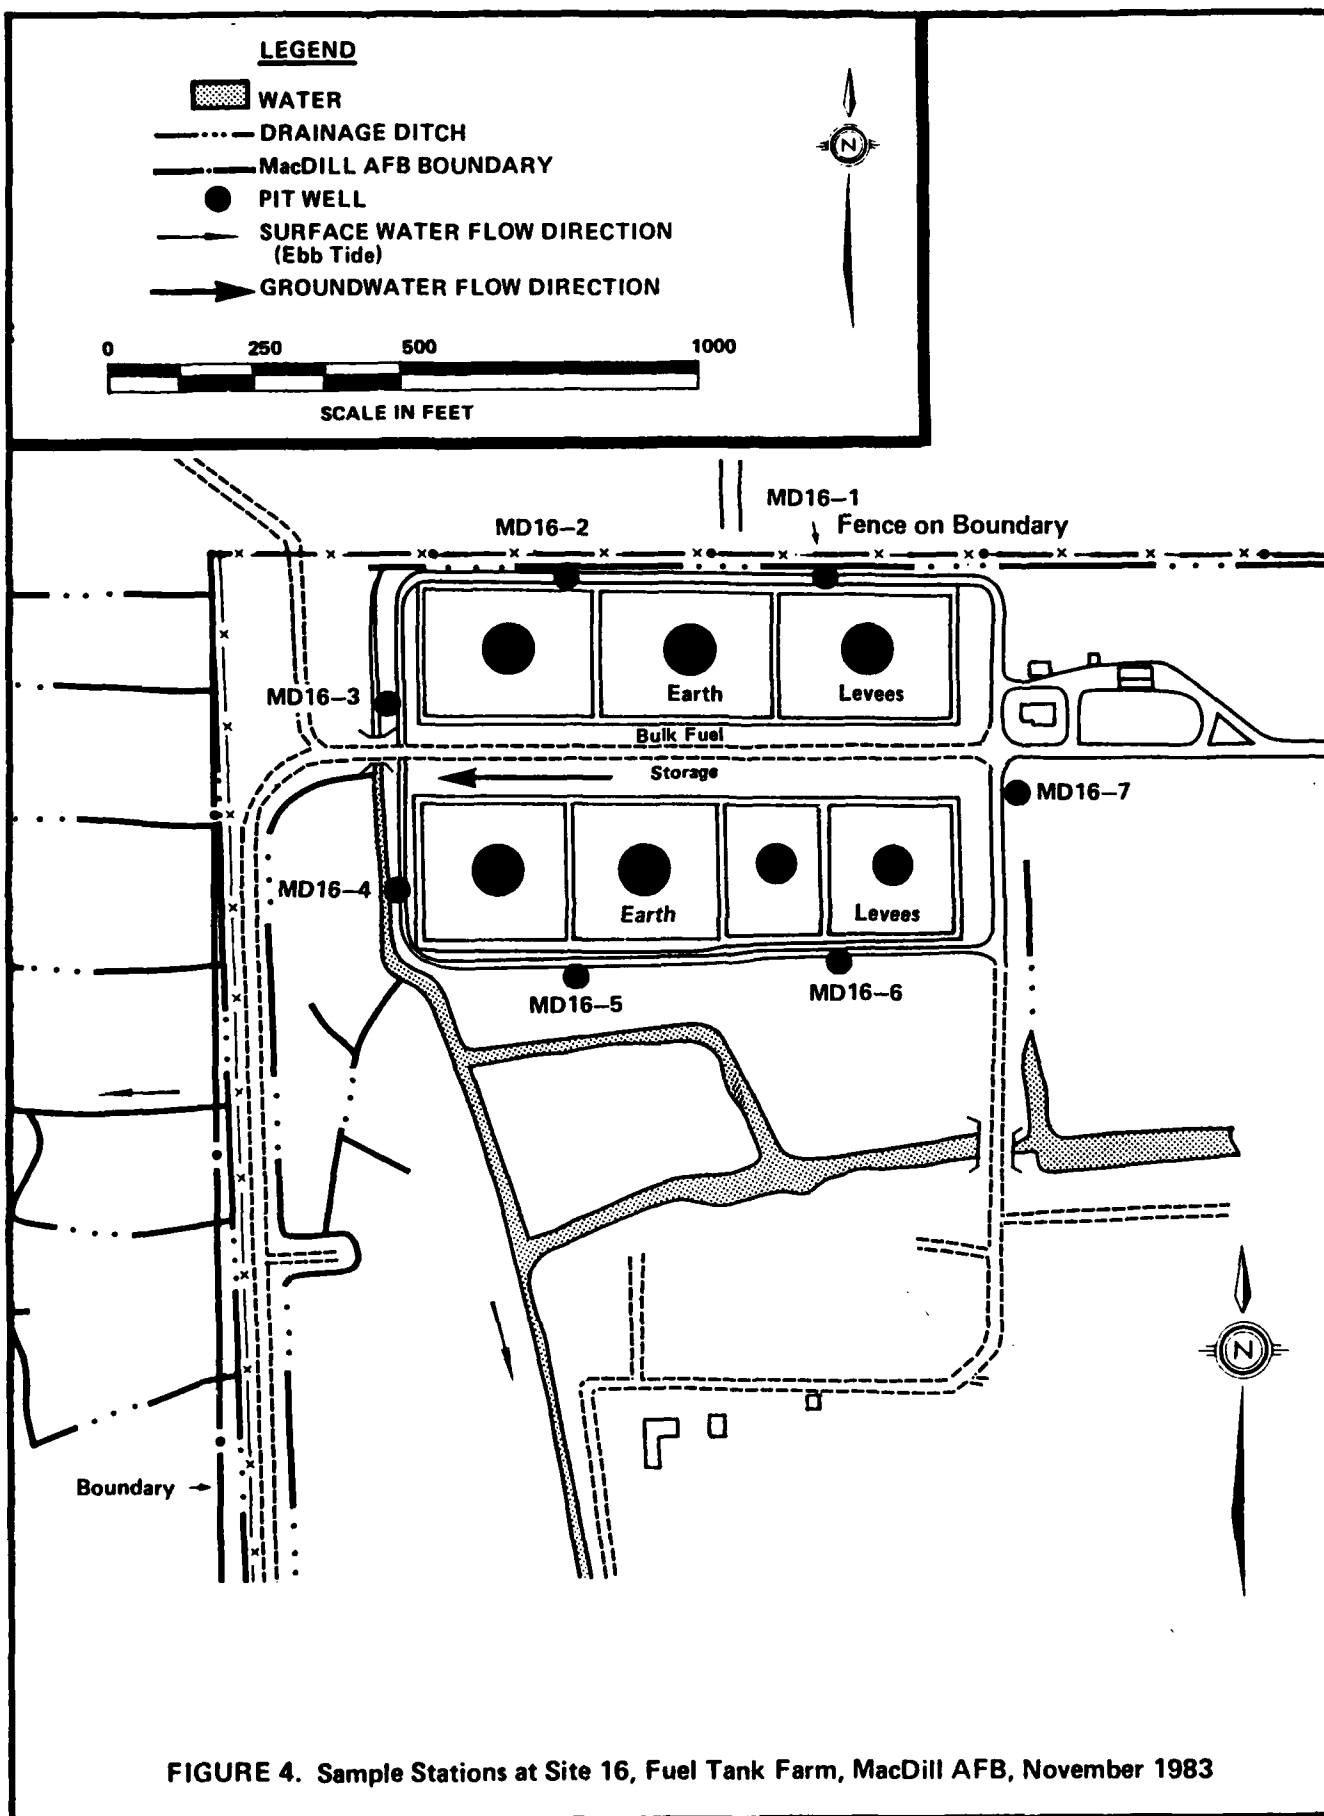 LEGEND
WATER
DRAINAGE DITCH
MacDILL AFB BOUNDARY
PIT WELL
SURFACE WATER FLOW DIRECTION
(Ebb Tide)
GROUNDWATER FLOW DIRECTION
N
0 250 500 1000
SCALE IN FEET
MD16–1
MD16–2
Fence on Boundary
MD16–3
Earth
Levees
Bulk Fuel
Storage
MD16–7
MD16–4
Earth
Levees
MD16–5
MD16–6
N
Boundary
FIGURE 4. Sample Stations at Site 16, Fuel Tank Farm, MacDill AFB, November 1983